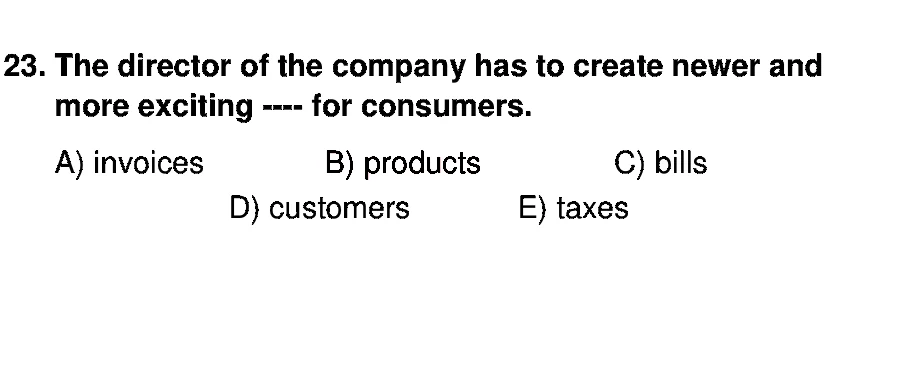 23. The director of the company has to create newer and
more exciting ---- for consumers.
A) invoices B) products C) bills
D) customers E) taxes